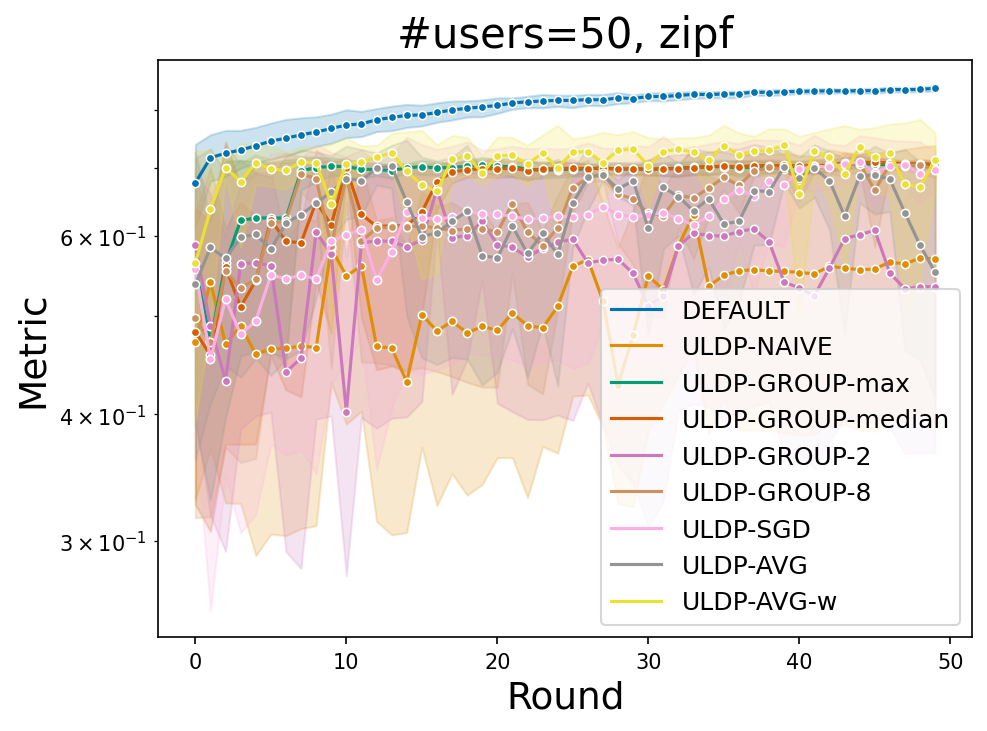 #users=50, zipf
Metric
6 × 10⁻¹
4 × 10⁻¹
3 × 10⁻¹
0 10 20 30 40 50
Round
DEFAULT
ULDP-NAIVE
ULDP-GROUP-max
ULDP-GROUP-median
ULDP-GROUP-2
ULDP-GROUP-8
ULDP-SGD
ULDP-AVG
ULDP-AVG-w